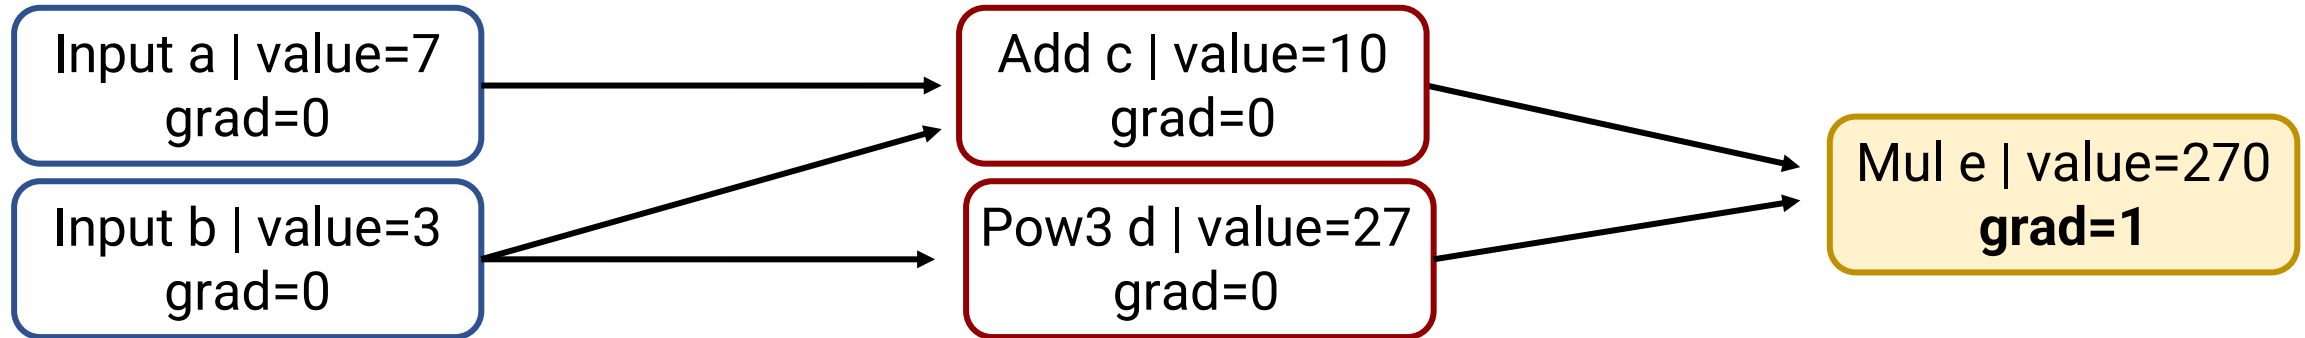 Input a | value=7
grad=0
Add c | value=10
grad=0
Input b | value=3
grad=0
Pow3 d | value=27
grad=0
Mul e | value=270
grad=1